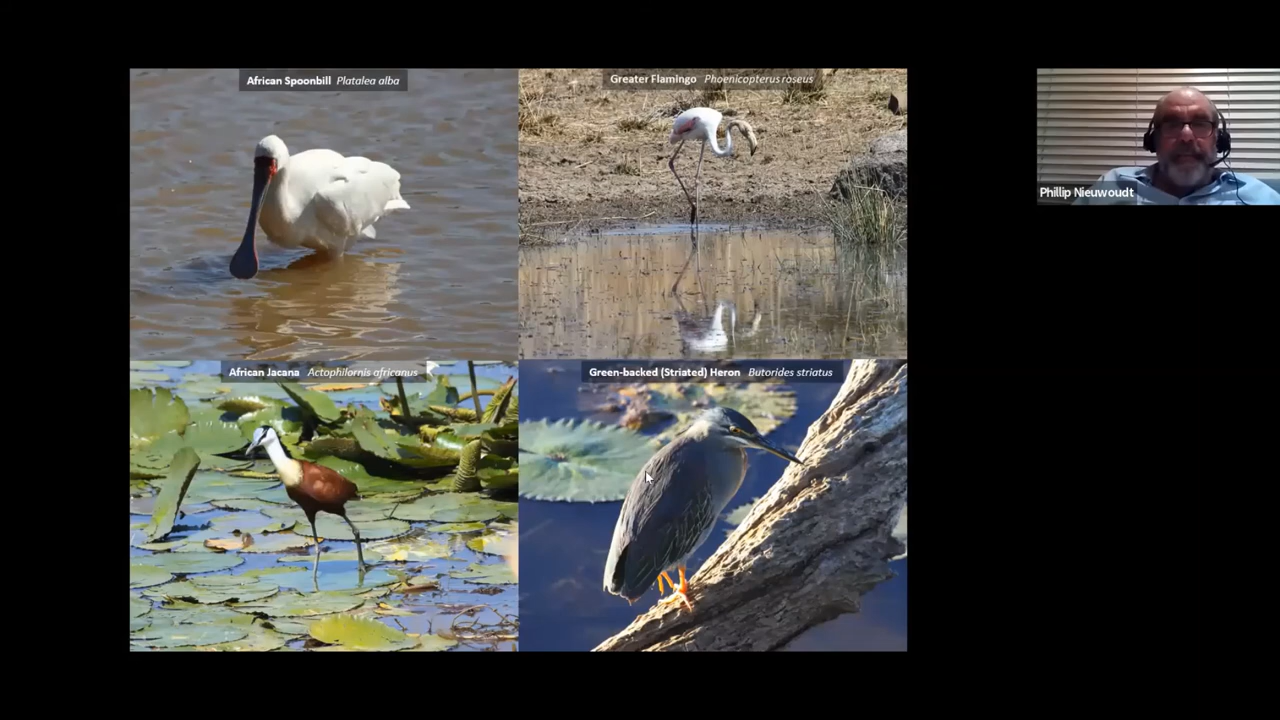 African Spoonbill Platalea alba
Greater Flamingo Phoenicopterus roseus
Phillip Nieuwoudt
African Jacana Actophilornis africanus
Green-backed (Striated) Heron Butorides striatus